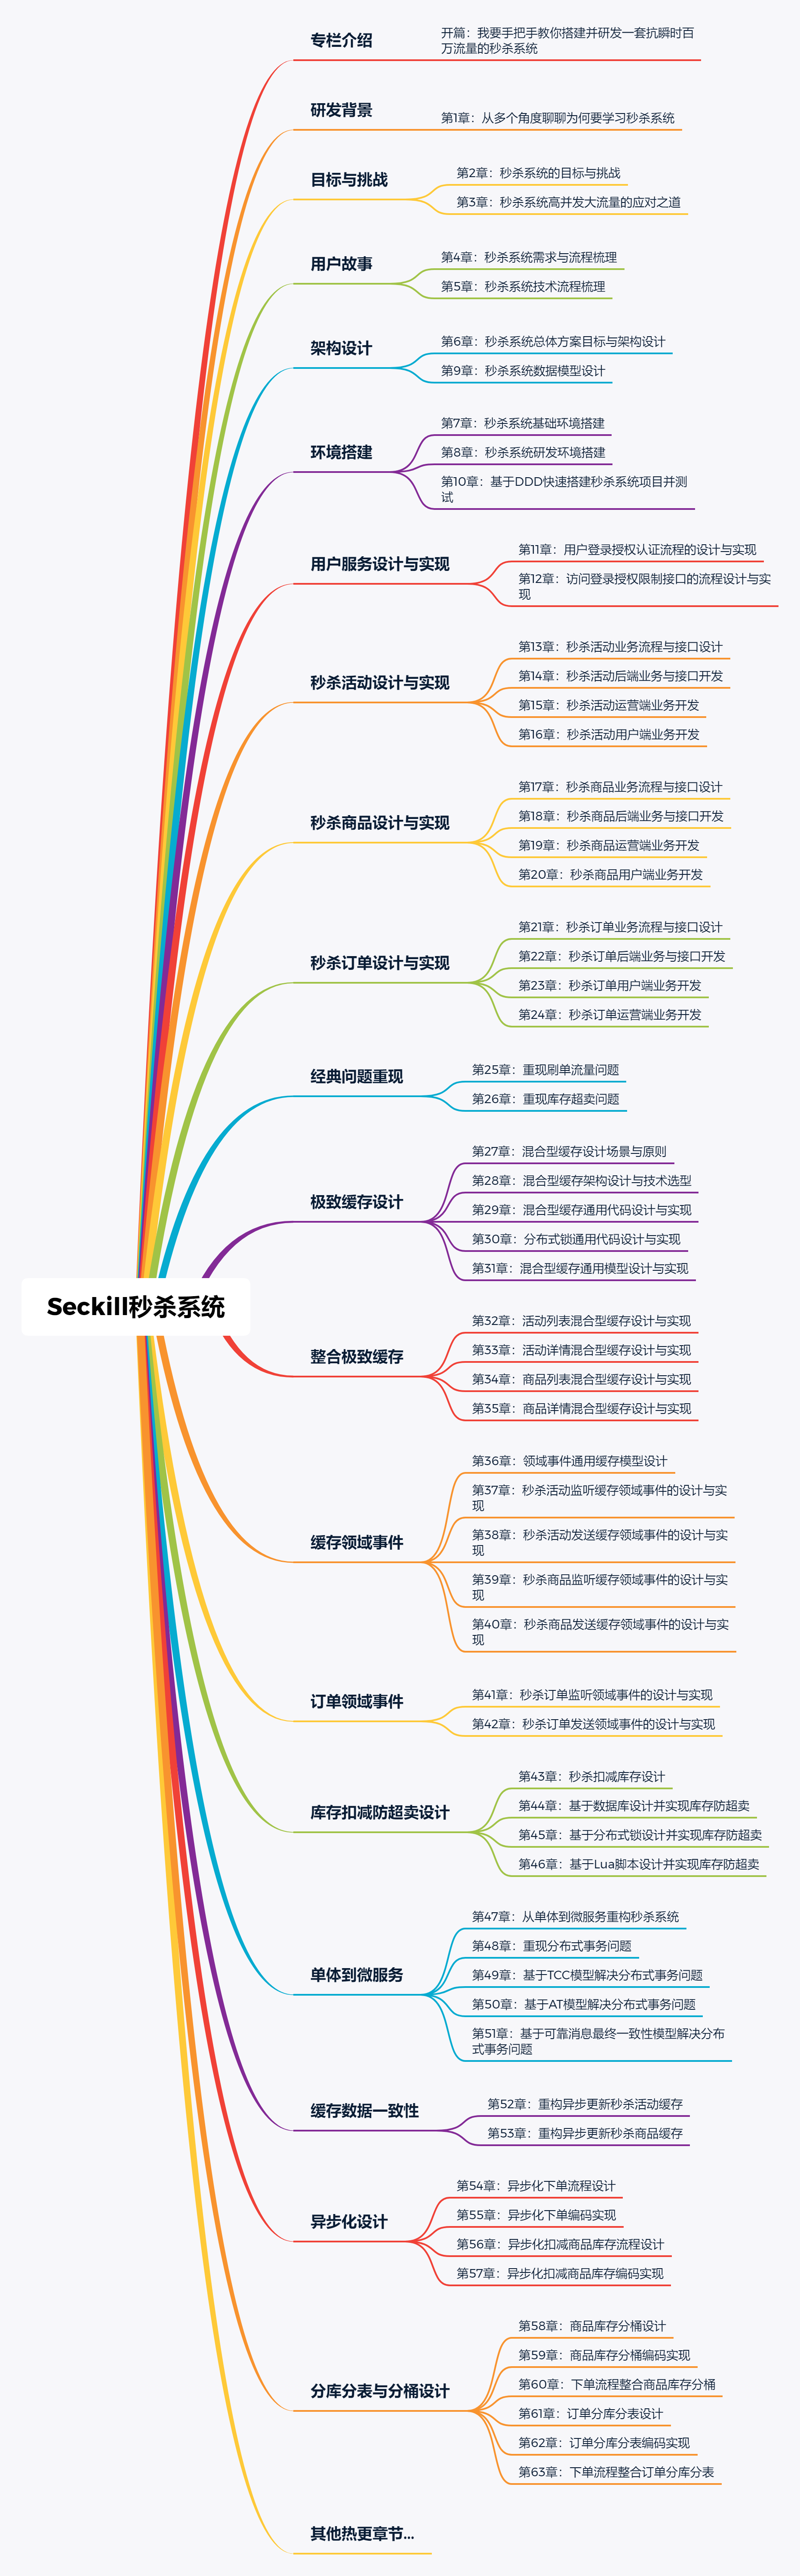 专栏介绍
开篇：我要手把手教你搭建并研发一套抗瞬时百
万流量的秒杀系统
研发背景
第1章：从多个角度聊聊为何要学习秒杀系统
目标与挑战
第2章：秒杀系统的目标与挑战
第3章：秒杀系统高并发大流量的应对之道
用户故事
第4章：秒杀系统需求与流程梳理
第5章：秒杀系统技术流程梳理
架构设计
第6章：秒杀系统总体方案目标与架构设计
第9章：秒杀系统数据模型设计
环境搭建
第7章：秒杀系统基础环境搭建
第8章：秒杀系统研发环境搭建
第10章：基于DDD快速搭建秒杀系统项目并测
试
用户服务设计与实现
第11章：用户登录授权认证流程的设计与实现
第12章：访问登录授权限制接口的流程设计与实
现
秒杀活动设计与实现
第13章：秒杀活动业务流程与接口设计
第14章：秒杀活动后端业务与接口开发
第15章：秒杀活动运营端业务开发
第16章：秒杀活动用户端业务开发
秒杀商品设计与实现
第17章：秒杀商品业务流程与接口设计
第18章：秒杀商品后端业务与接口开发
第19章：秒杀商品运营端业务开发
第20章：秒杀商品用户端业务开发
秒杀订单设计与实现
第21章：秒杀订单业务流程与接口设计
第22章：秒杀订单后端业务与接口开发
第23章：秒杀订单用户端业务开发
第24章：秒杀订单运营端业务开发
经典问题重现
第25章：重现刷单流量问题
第26章：重现库存超卖问题
极致缓存设计
第27章：混合型缓存设计场景与原则
第28章：混合型缓存架构设计与技术选型
第29章：混合型缓存通用代码设计与实现
第30章：分布式锁通用代码设计与实现
第31章：混合型缓存通用模型设计与实现
Seckill秒杀系统
整合极致缓存
第32章：活动列表混合型缓存设计与实现
第33章：活动详情混合型缓存设计与实现
第34章：商品列表混合型缓存设计与实现
第35章：商品详情混合型缓存设计与实现
缓存领域事件
第36章：领域事件通用缓存模型设计
第37章：秒杀活动监听缓存领域事件的设计与实
现
第38章：秒杀活动发送缓存领域事件的设计与实
现
第39章：秒杀商品监听缓存领域事件的设计与实
现
第40章：秒杀商品发送缓存领域事件的设计与实
现
订单领域事件
第41章：秒杀订单监听领域事件的设计与实现
第42章：秒杀订单发送领域事件的设计与实现
库存扣减防超卖设计
第43章：秒杀扣减库存设计
第44章：基于数据库设计并实现库存防超卖
第45章：基于分布式锁设计并实现库存防超卖
第46章：基于Lua脚本设计并实现库存防超卖
单体到微服务
第47章：从单体到微服务重构秒杀系统
第48章：重现分布式事务问题
第49章：基于TCC模型解决分布式事务问题
第50章：基于AT模型解决分布式事务问题
第51章：基于可靠消息最终一致性模型解决分布
式事务问题
缓存数据一致性
第52章：重构异步更新秒杀活动缓存
第53章：重构异步更新秒杀商品缓存
异步化设计
第54章：异步化下单流程设计
第55章：异步化下单编码实现
第56章：异步化扣减商品库存流程设计
第57章：异步化扣减商品库存编码实现
分库分表与分桶设计
第58章：商品库存分桶设计
第59章：商品库存分桶编码实现
第60章：下单流程整合商品库存分桶
第61章：订单分库分表设计
第62章：订单分库分表编码实现
第63章：下单流程整合订单分库分表
其他热更章节...